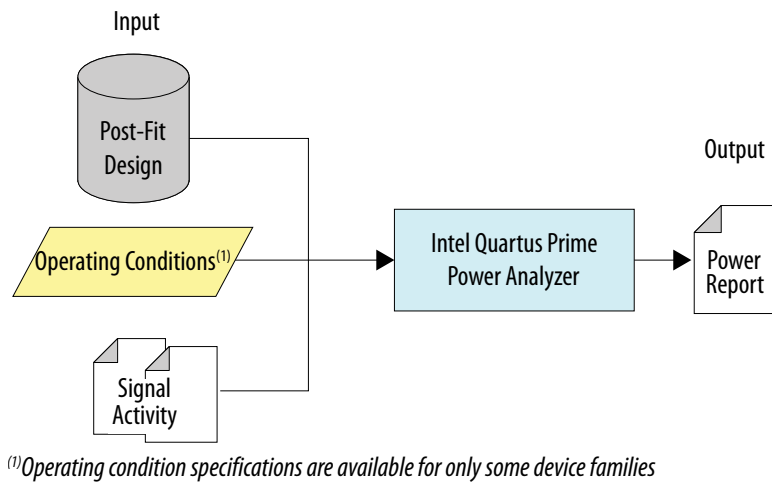 Input
Post-Fit
Design
Output
Operating Conditions(1)
Intel Quartus Prime
Power Analyzer
Power
Report
Signal
Activity
(1)Operating condition specifications are available for only some device families